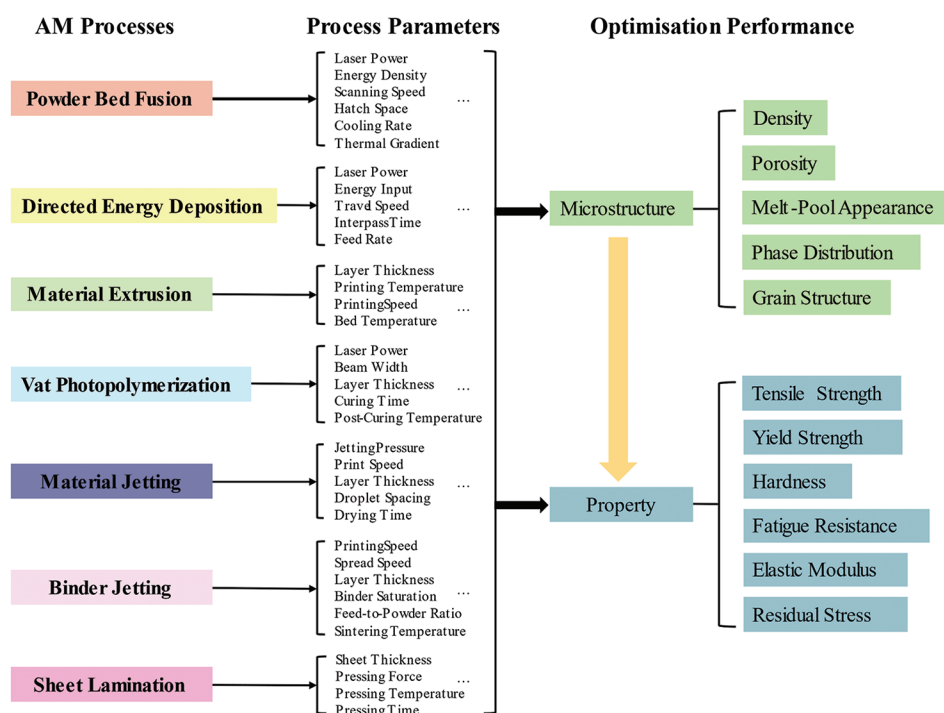 AM Processes
Process Parameters
Optimisation Performance
Powder Bed Fusion
Laser Power
Energy Density
Scanning Speed
...
Hatch Space
Cooling Rate
Thermal Gradient
Directed Energy Deposition
Laser Power
Energy Input
Travel Speed
...
InterpassTime
Feed Rate
Material Extrusion
Layer Thickness
Printing Temperature
PrintingSpeed
...
Bed Temperature
Vat Photopolymerization
Laser Power
Beam Width
Layer Thickness
...
Curing Time
Post-Curing Temperature
Material Jetting
JettingPressure
Print Speed
Layer Thickness
...
Droplet Spacing
Drying Time
Binder Jetting
PrintingSpeed
Spread Speed
Layer Thickness
Binder Saturation
...
Feed-to-Powder Ratio
Sintering Temperature
Sheet Lamination
Sheet Thickness
Pressing Force
...
Pressing Temperature
Pressing Time
Microstructure
Density
Porosity
Melt-Pool Appearance
Phase Distribution
Grain Structure
Property
Tensile Strength
Yield Strength
Hardness
Fatigue Resistance
Elastic Modulus
Residual Stress